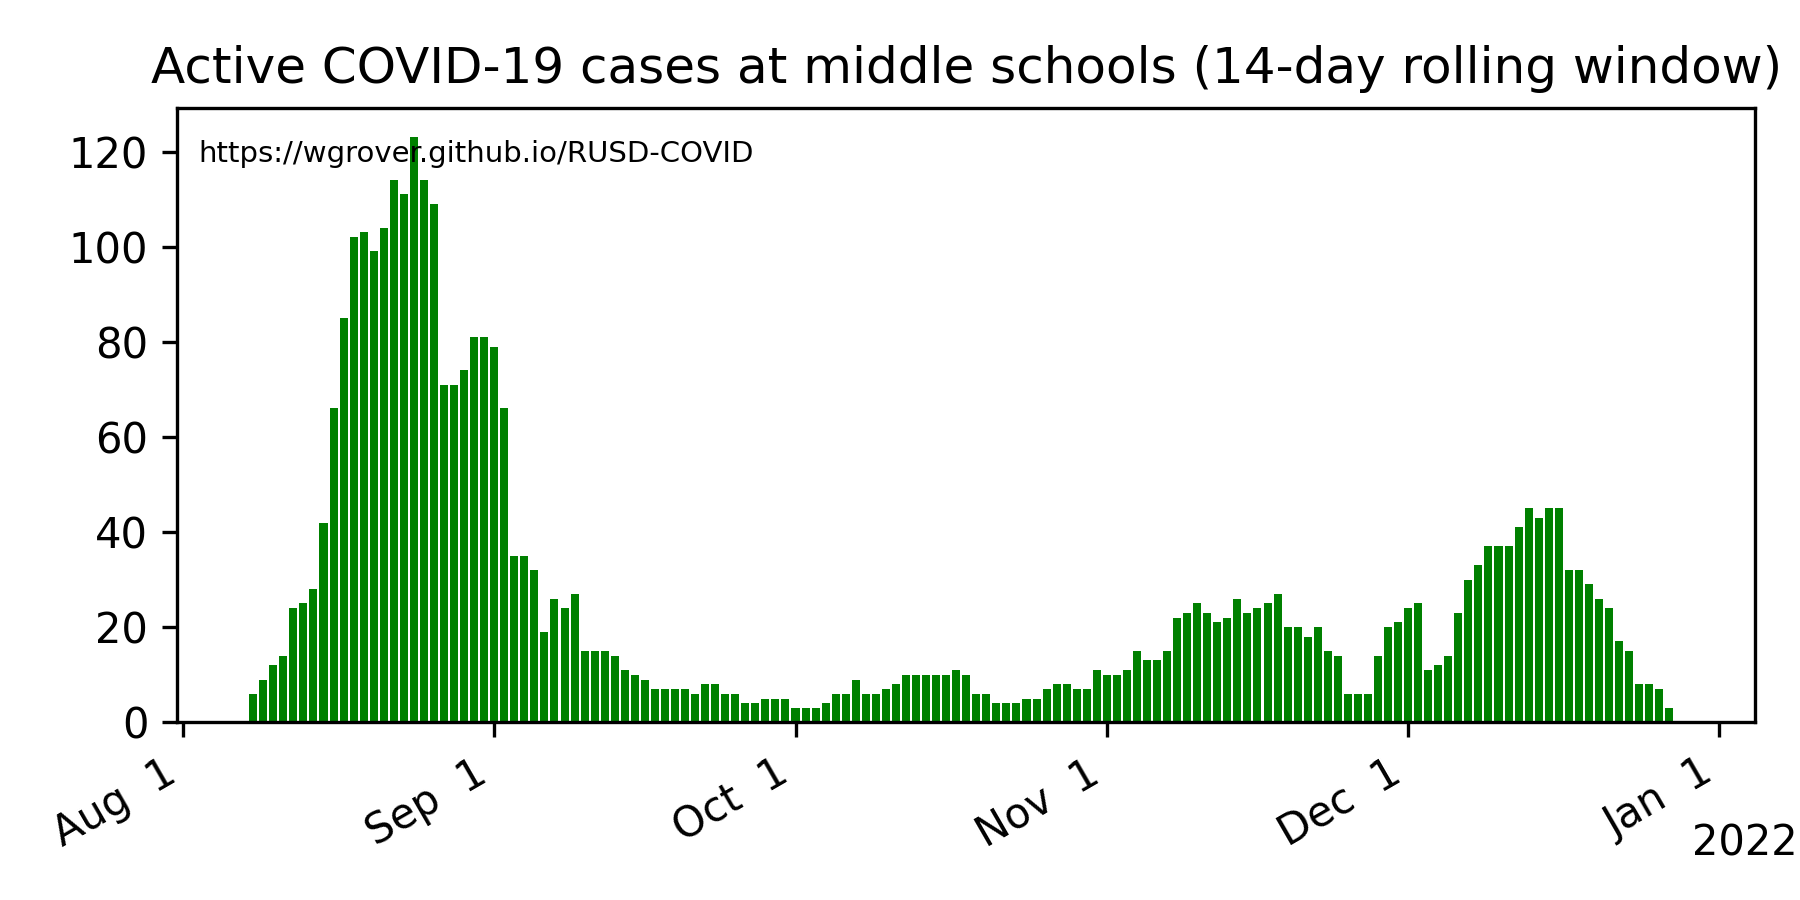 Active COVID-19 cases at middle schools (14-day rolling window)
https://wgrover.github.io/RUSD-COVID
120
100
80
60
40
20
0
Aug 1
Sep 1
Oct 1
Nov 1
Dec 1
Jan 1
2022